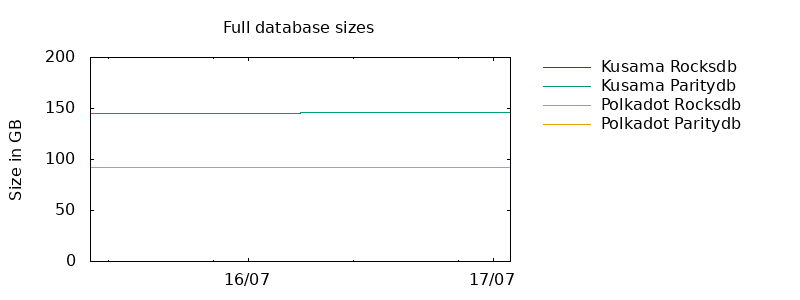 Full database sizes
200
150
100
50
0
Size in GB
16/07
17/07
Kusama Rocksdb
Kusama Paritydb
Polkadot Rocksdb
Polkadot Paritydb